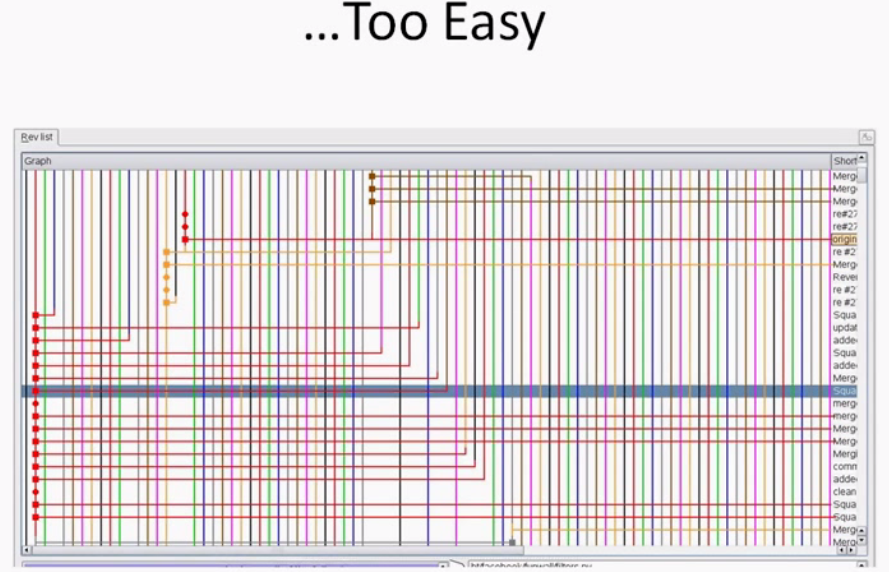 ...Too Easy
Rev list
Graph
Short
Merg
Merg
Merg
re#27
re#27
origin
re #2
Merg
Rever
re #2
re #2
Squa
updat
adde
Squa
adde
Merg
Squa
merg
merg
Merg
Merg
Mergi
comm
adde
clean
Squa
Squa
Merg
Merg